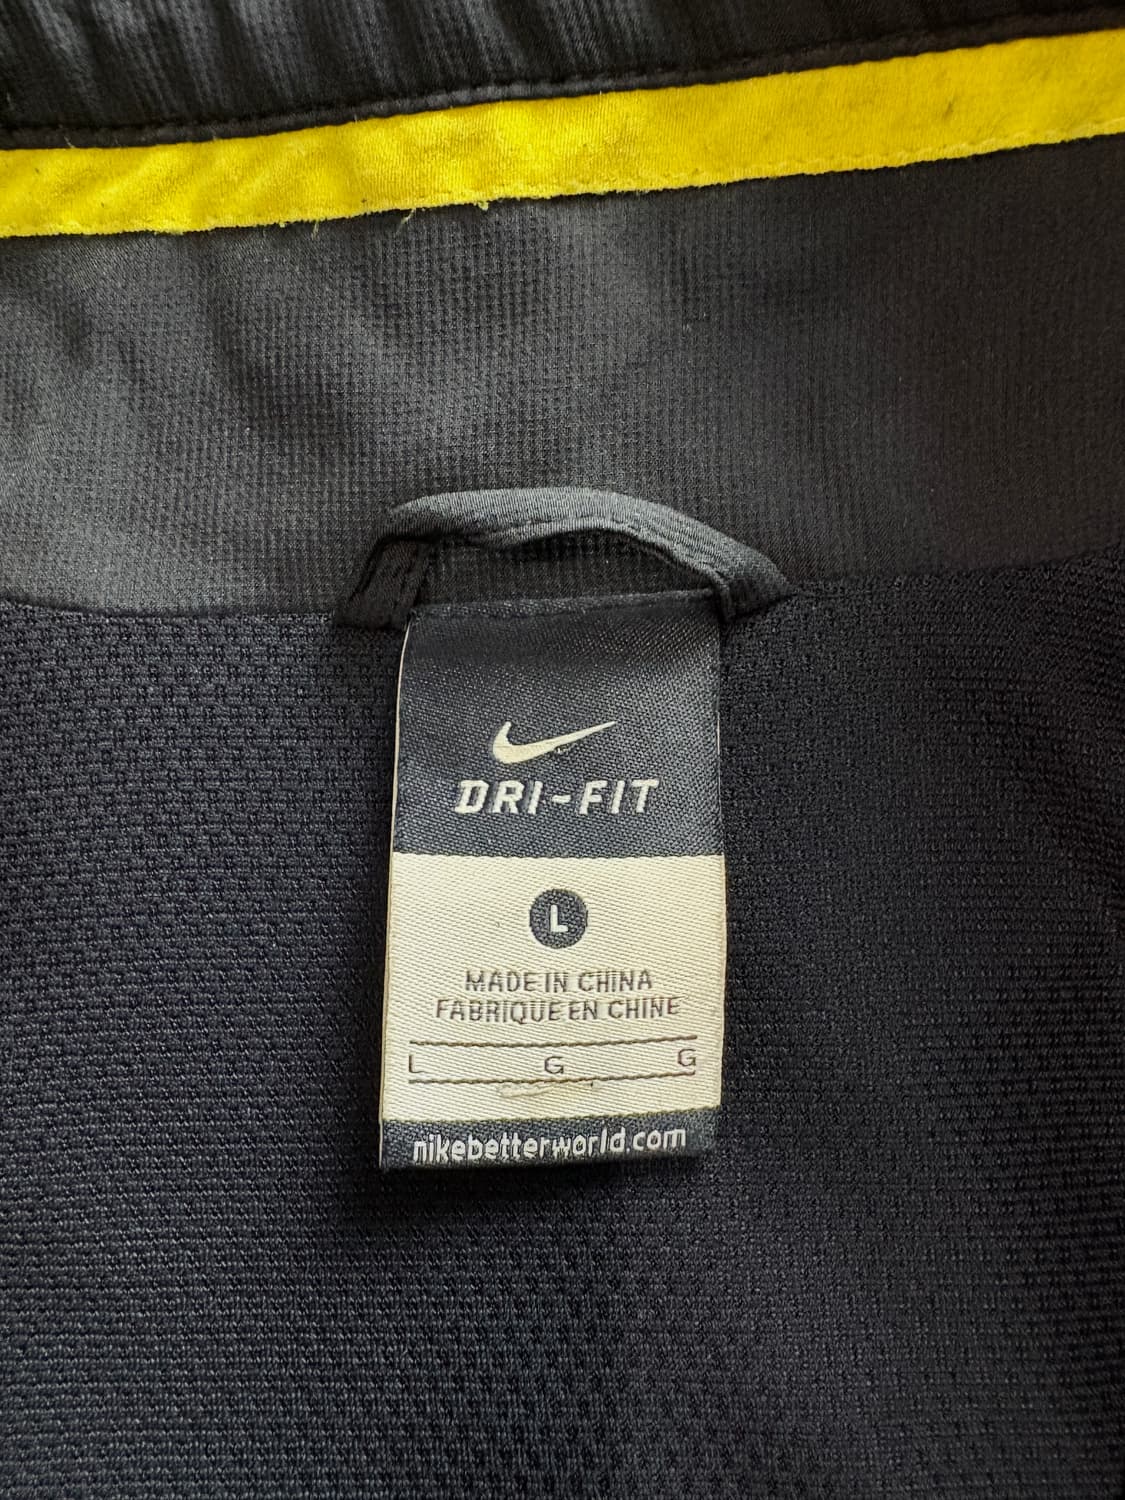 DRI-FIT
L
MADE IN CHINA
FABRIQUE EN CHINE
L G G
nikebetterworld.com